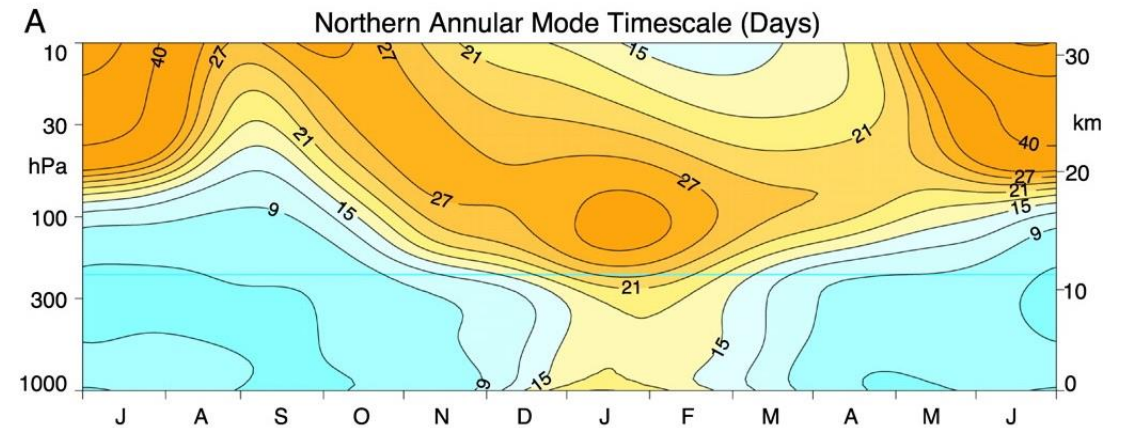 A
Northern Annular Mode Timescale (Days)
10 40 27 27 21 15 30
30 21 21 40 km
hPa 27 27 27 20
21
100 9 15 15
9
300 21 10
15
1000 9 15 0
J A S O N D J F M A M J